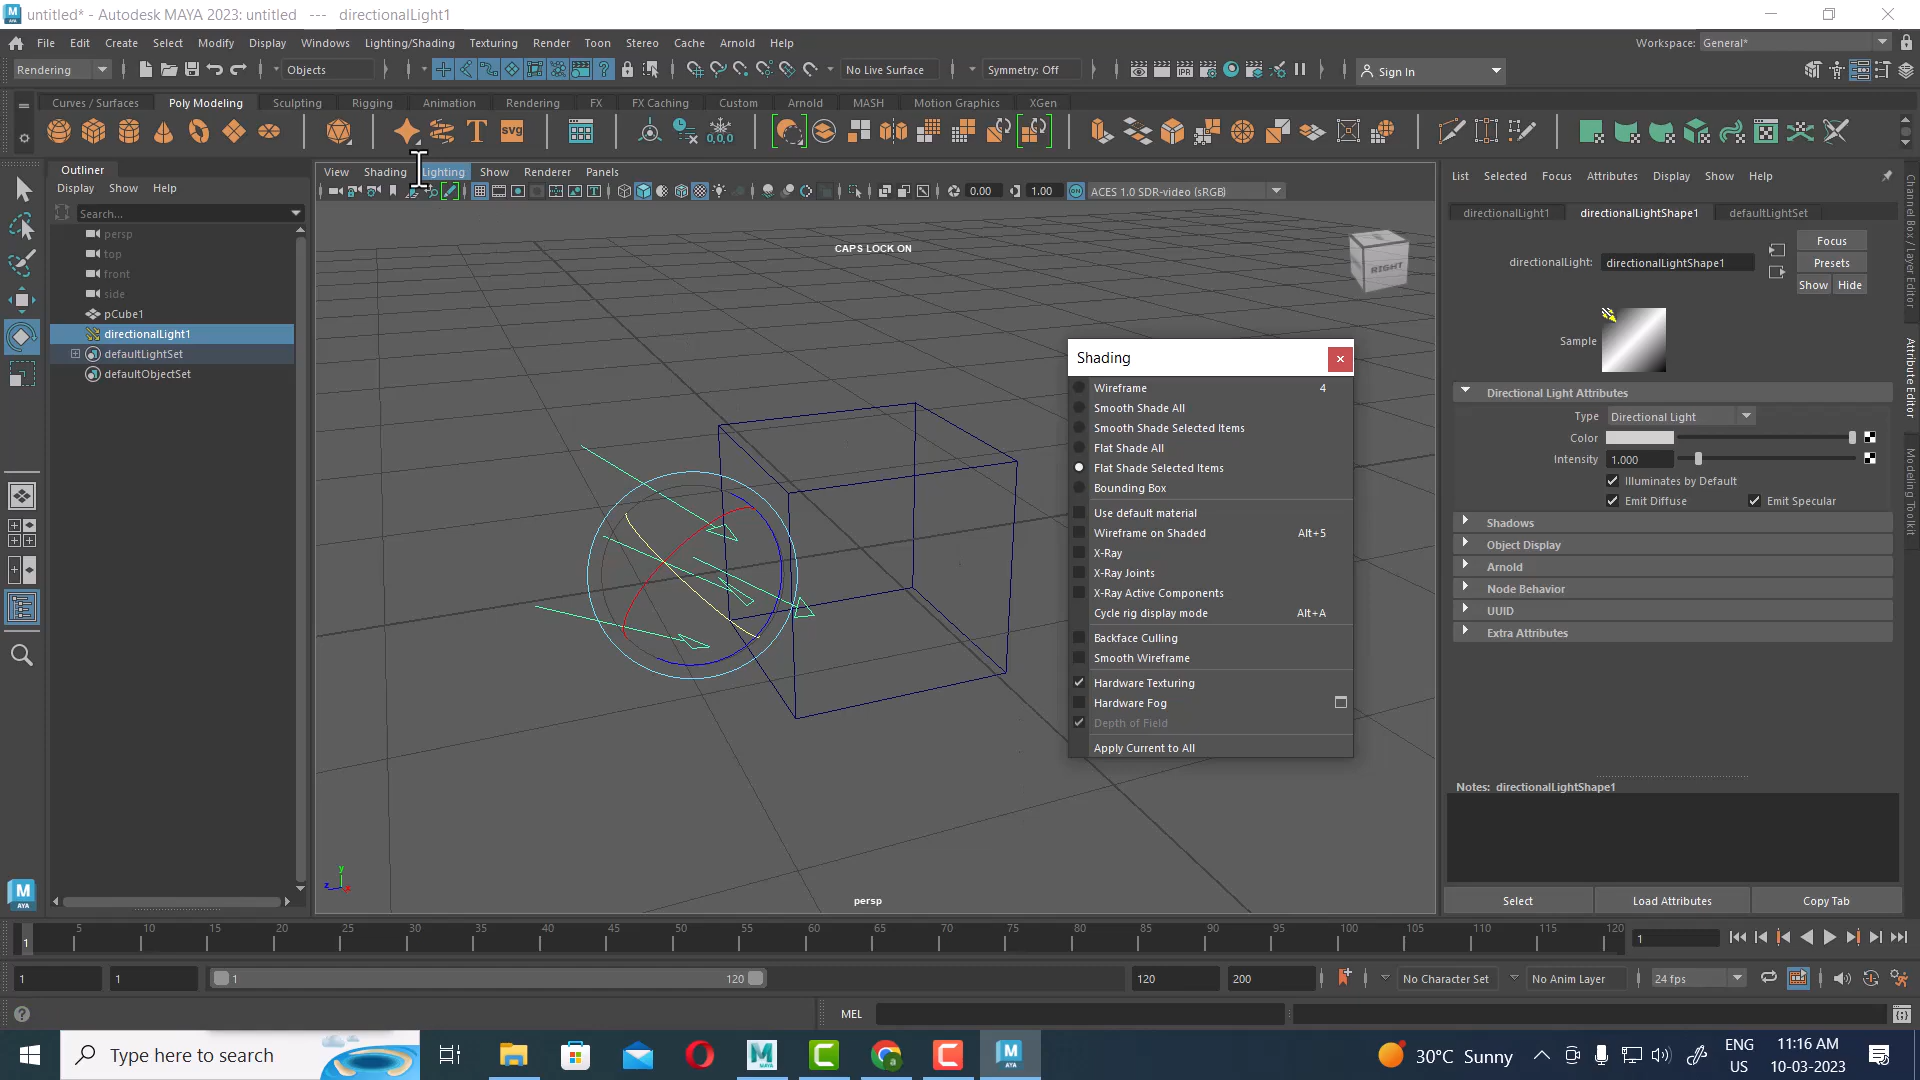 untitled* - Autodesk MAYA 2023: untitled --- directionalLight1
File Edit Create Select Modify Display Windows Lighting/Shading Texturing Render Toon Stereo Cache Arnold Help
Workspace: General*
Rendering Objects No Live Surface Symmetry: Off Sign In
Curves / Surfaces Poly Modeling Sculpting Rigging Animation Rendering FX FX Caching Custom Arnold MASH Motion Graphics XGen
Outliner
Display Show Help
Search...
persp
top
front
side
pCube1
directionalLight1
defaultLightSet
defaultObjectSet
View Shading Lighting Show Renderer Panels
0.00 1.00 ACES 1.0 SDR-video (sRGB)
CAPS LOCK ON
RIGHT
Shading
Wireframe 4
Smooth Shade All
Smooth Shade Selected Items
Flat Shade All
Flat Shade Selected Items
Bounding Box
Use default material
Wireframe on Shaded Alt+5
X-Ray
X-Ray Joints
X-Ray Active Components
Cycle rig display mode Alt+A
Backface Culling
Smooth Wireframe
Hardware Texturing
Hardware Fog
Depth of Field
Apply Current to All
persp
List Selected Focus Attributes Display Show Help
directionalLight1 directionalLightShape1 defaultLightSet
Focus
directionalLight: directionalLightShape1
Presets
Show Hide
Sample
Directional Light Attributes
Type Directional Light
Color
Intensity 1.000
Illuminates by Default
Emit Diffuse Emit Specular
Shadows
Object Display
Arnold
Node Behavior
UUID
Extra Attributes
Notes: directionalLightShape1
Select Load Attributes Copy Tab
Channel Box / Layer Editor
Attribute Editor
Modeling Toolkit
1 5 10 15 20 25 30 35 40 45 50 55 60 65 70 75 80 85 90 95 100 105 110 115 120 1
1 1 1 120 120 200 No Character Set No Anim Layer 24 fps
MEL
Type here to search
30°C Sunny
ENG
US
11:16 AM
10-03-2023